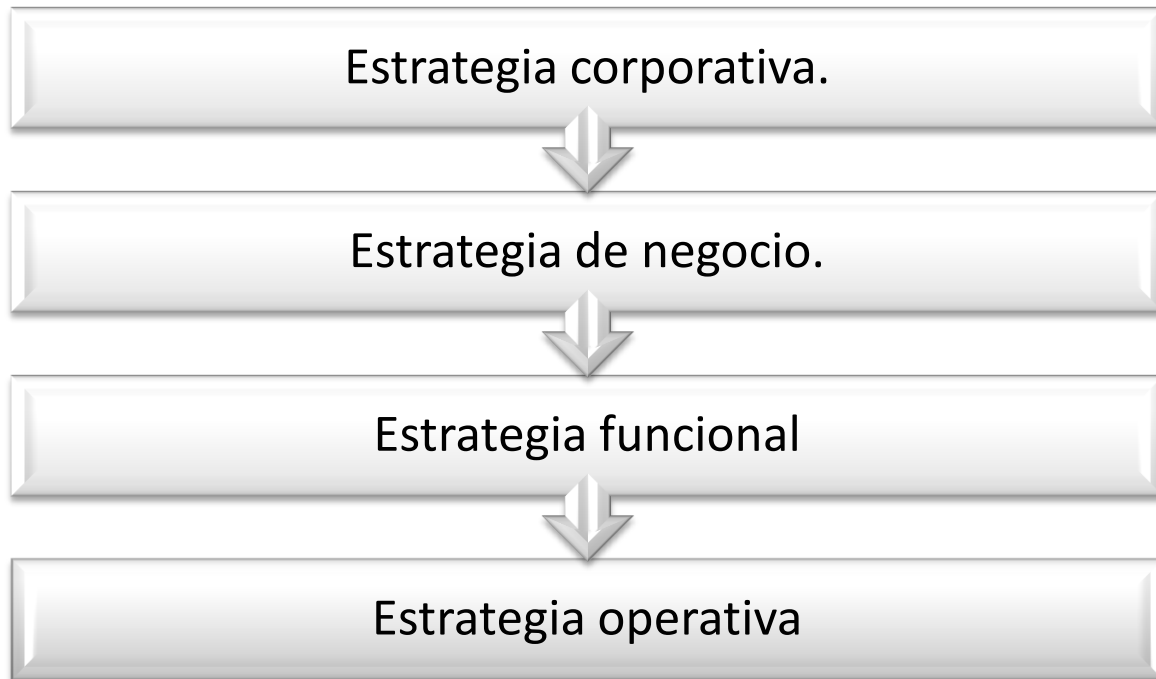 Estrategia corporativa.
Estrategia de negocio.
Estrategia funcional
Estrategia operativa